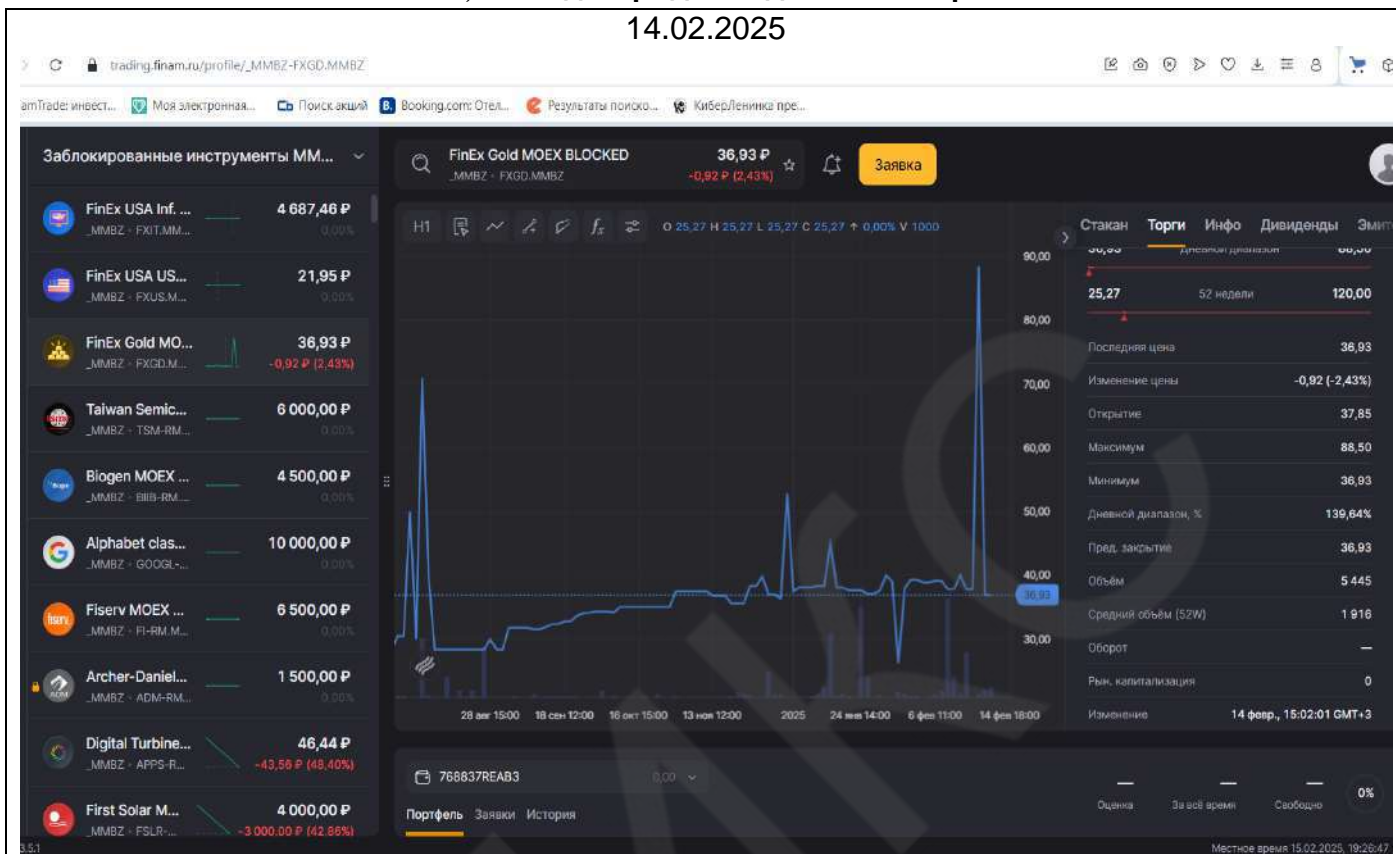 14.02.2025
trading.finam.ru/profile/_MMBZ-FXGD.MMBZ
amTrade: инвест... Моя электронная... Поиск акций Booking.com: Отел... Результаты поиско... КиберЛенинка пре...
Заблокированные инструменты ММ...
FinEx Gold MOEX BLOCKED 36,93 ₽
_MMBZ · FXGD.MMBZ -0,92 ₽ (2,43%)
Заявка
FinEx USA Inf. ... 4 687,46 ₽
_MMBZ · FXIT.MM... 0,00%
FinEx USA US... 21,95 ₽
_MMBZ · FXUS.M... 0,00%
FinEx Gold MO... 36,93 ₽
_MMBZ · FXGD.M... -0,92 ₽ (2,43%)
Taiwan Semic... 6 000,00 ₽
_MMBZ · TSM-RM... 0,00%
Biogen MOEX ... 4 500,00 ₽
_MMBZ · BIIB-RM.... 0,00%
Alphabet clas... 10 000,00 ₽
_MMBZ · GOOGL-... 0,00%
Fiserv MOEX ... 6 500,00 ₽
_MMBZ · FI-RM.M... 0,00%
Archer-Daniel... 1 500,00 ₽
_MMBZ · ADM-RM... 0,00%
Digital Turbine... 46,44 ₽
_MMBZ · APPS-R... -43,56 ₽ (48,40%)
First Solar M... 4 000,00 ₽
_MMBZ · FSLR-... -3 000,00 ₽ (42,86%)
H1 O 25,27 H 25,27 L 25,27 C 25,27 ↑ 0,00% V 1000
90,00
80,00
70,00
60,00
50,00
40,00
36,93
30,00
28 авг 15:00 18 сен 12:00 16 окт 15:00 13 ноя 12:00 2025 24 янв 14:00 6 фев 11:00 14 фев 18:00
Стакан Торги Инфо Дивиденды Эмит
36,93 Дневной диапазон 88,50
25,27 52 недели 120,00
Последняя цена 36,93
Изменение цены -0,92 (-2,43%)
Открытие 37,85
Максимум 88,50
Минимум 36,93
Дневной диапазон, % 139,64%
Пред. закрытие 36,93
Объём 5 445
Средний объём (52W) 1 916
Оборот —
Рын. капитализация 0
Изменение 14 февр., 15:02:01 GMT+3
768837REAB3 0,00
Портфель Заявки История
— — — 0%
Оценка За всё время Свободно
3.5.1
Местное время 15.02.2025, 19:26:47